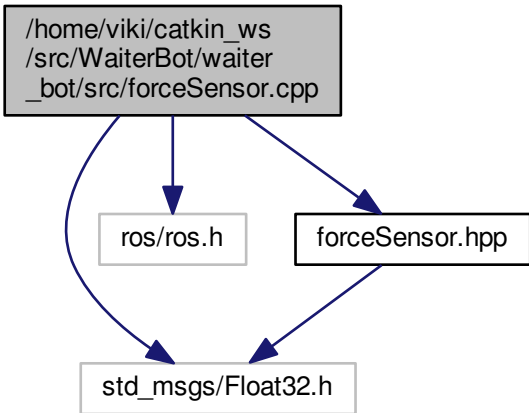 /home/viki/catkin_ws
/src/WaiterBot/waiter
_bot/src/forceSensor.cpp
ros/ros.h
forceSensor.hpp
std_msgs/Float32.h